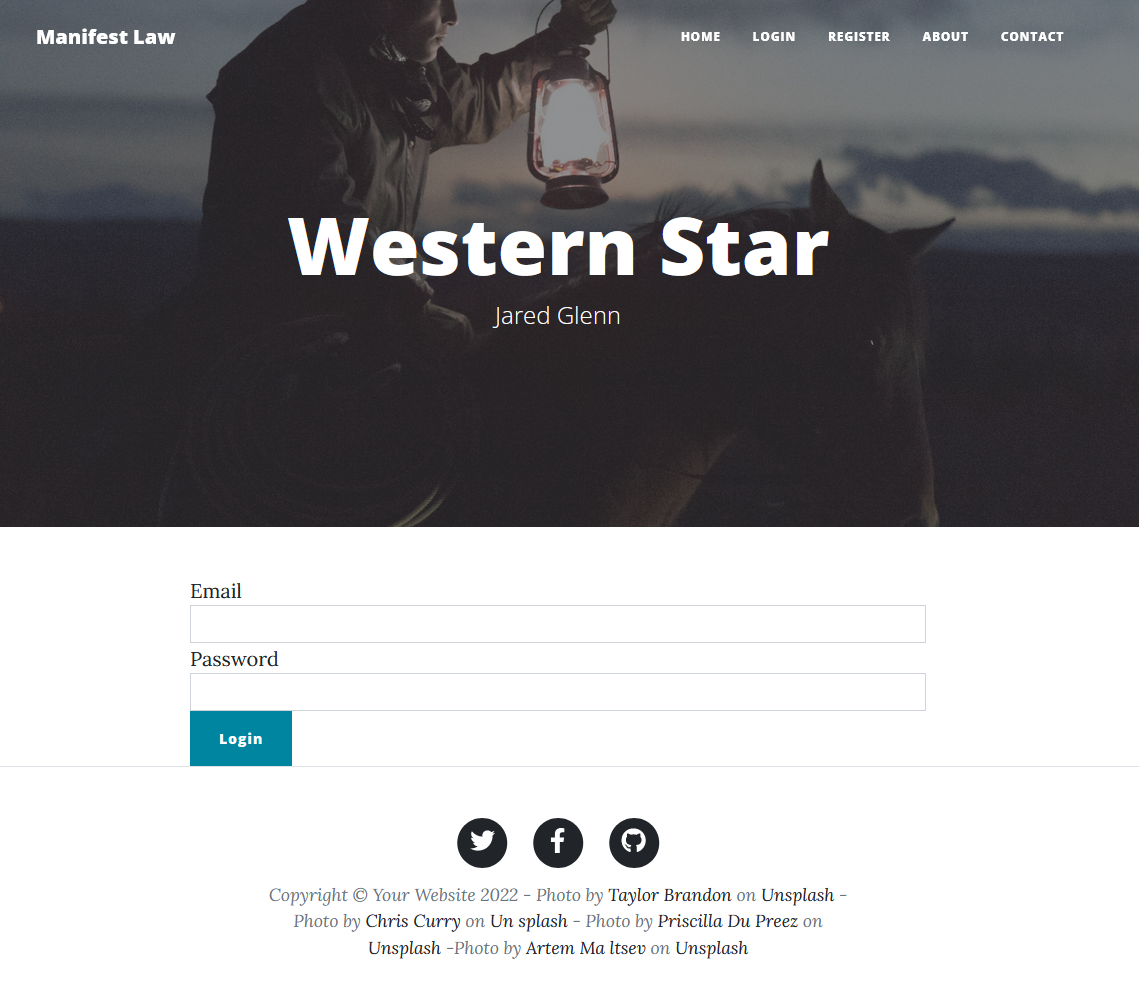 Manifest Law
HOME LOGIN REGISTER ABOUT CONTACT
Western Star
Jared Glenn
Email
Password
Login
Copyright © Your Website 2022 - Photo by Taylor Brandon on Unsplash -
Photo by Chris Curry on Un splash - Photo by Priscilla Du Preez on
Unsplash -Photo by Artem Ma ltsev on Unsplash